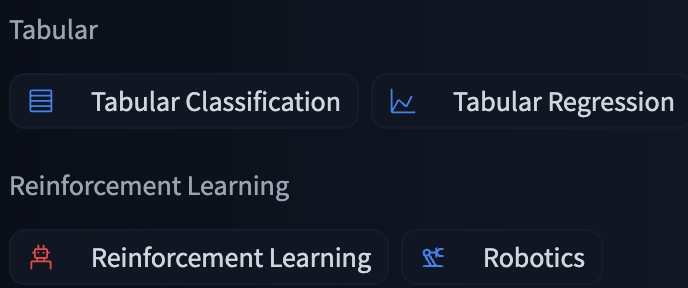 Tabular
Tabular Classification
Tabular Regression
Reinforcement Learning
Reinforcement Learning
Robotics